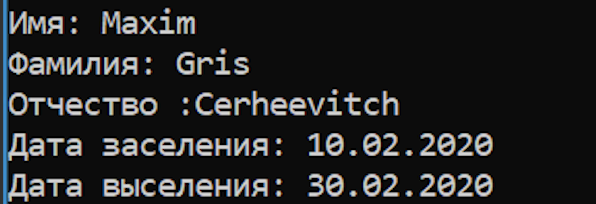 Имя: Maxim
Фамилия: Gris
Отчество :Cerheevitch
Дата заселения: 10.02.2020
Дата выселения: 30.02.2020